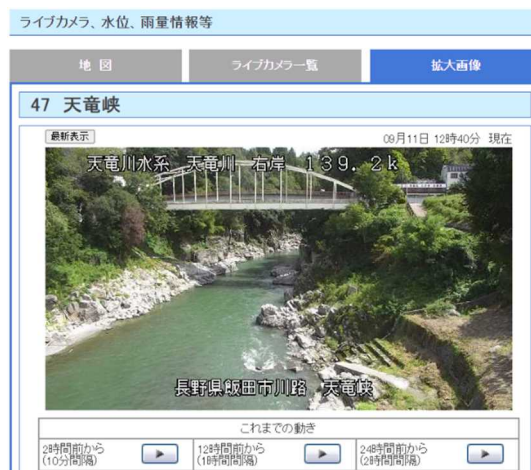 ライブカメラ、水位、雨量情報等
地 図
ライブカメラ一覧
拡大画像
47 天竜峡
最新表示
09月11日 12時40分 現在
天竜川水系 天竜川 右岸 139.2k
長野県飯田市川路 天竜峡
これまでの動き
2時間前から
(10分間隔)
12時間前から
(1時間間隔)
24時間前から
(2時間間隔)